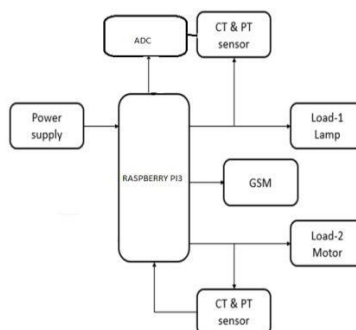 ADC
CT & PT
sensor
Power
supply
RASPBERRY PI3
Load-1
Lamp
GSM
Load-2
Motor
CT & PT
sensor